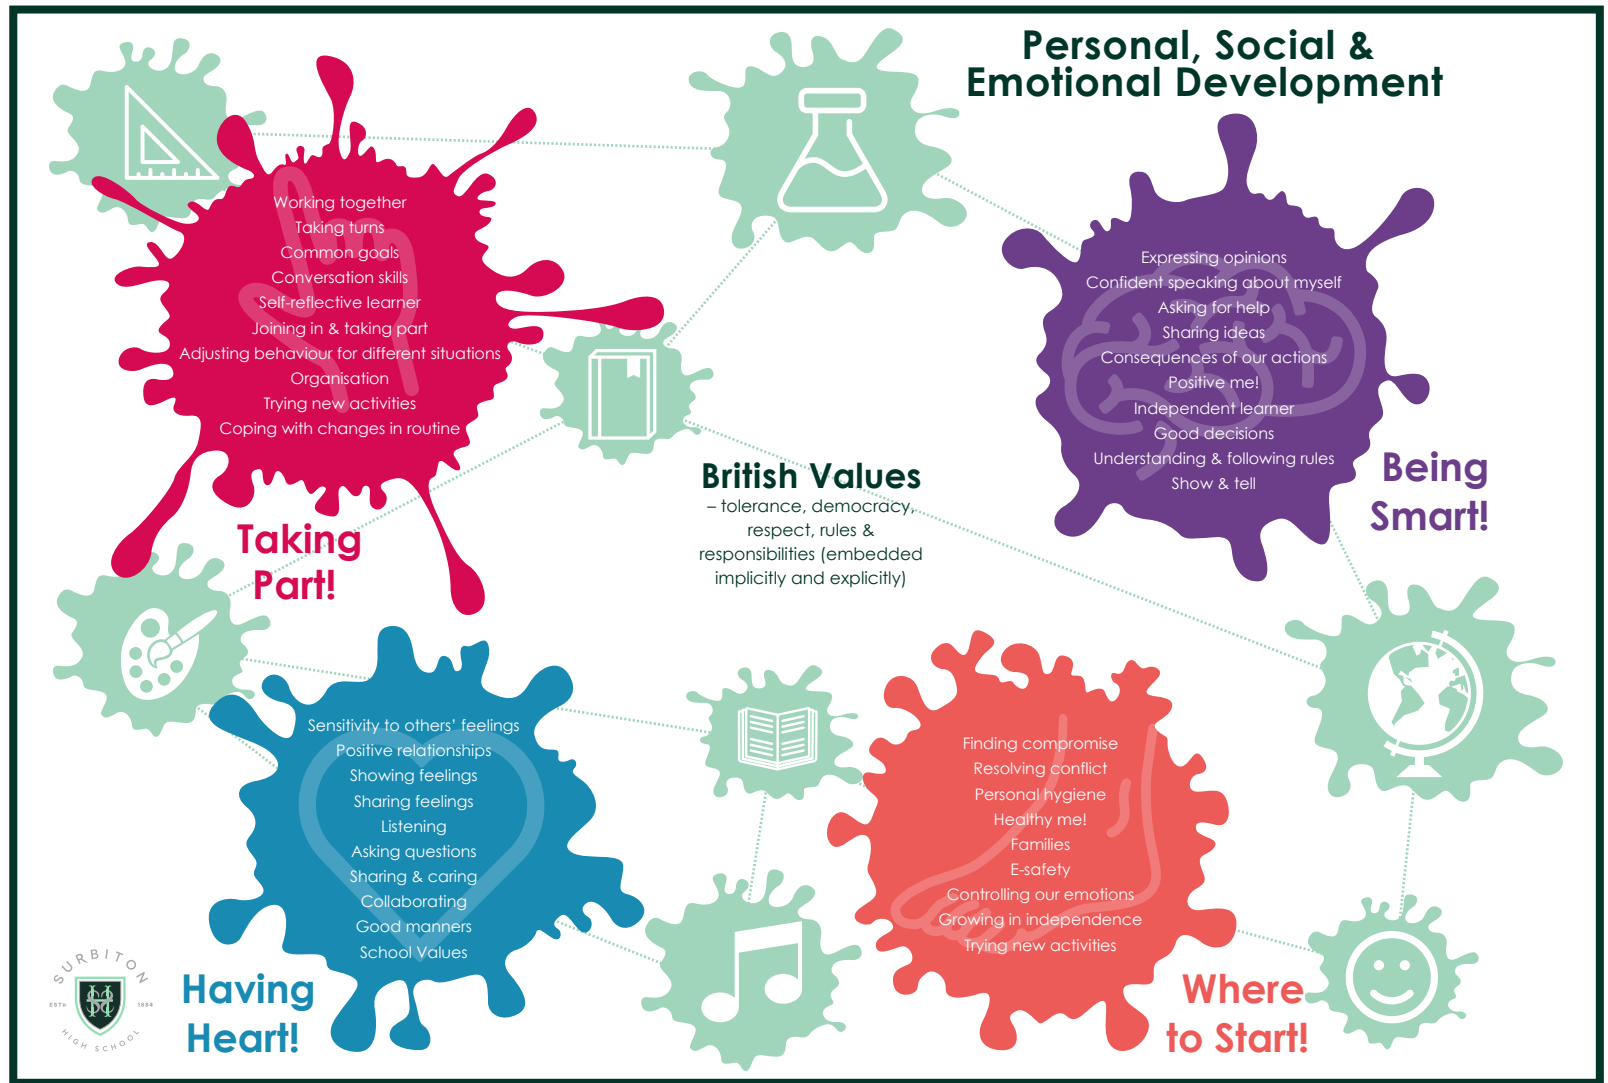 Personal, Social &
Emotional Development
Working together
Taking turns
Common goals
Conversation skills
Self-reflective learner
Joining in & taking part
Adjusting behaviour for different situations
Organisation
Trying new activities
Coping with changes in routine
Taking
Part!
Expressing opinions
Confident speaking about myself
Asking for help
Sharing ideas
Consequences of our actions
Positive me!
Independent learner
Good decisions
Understanding & following rules
Show & tell
Being
Smart!
British Values
– tolerance, democracy,
respect, rules &
responsibilities (embedded
implicitly and explicitly)
Sensitivity to others’ feelings
Positive relationships
Showing feelings
Sharing feelings
Listening
Asking questions
Sharing & caring
Collaborating
Good manners
School Values
Having
Heart!
Finding compromise
Resolving conflict
Personal hygiene
Healthy me!
Families
E-safety
Controlling our emotions
Growing in independence
Trying new activities
Where
to Start!
SURBITON
ESTD 1884
HIGH SCHOOL